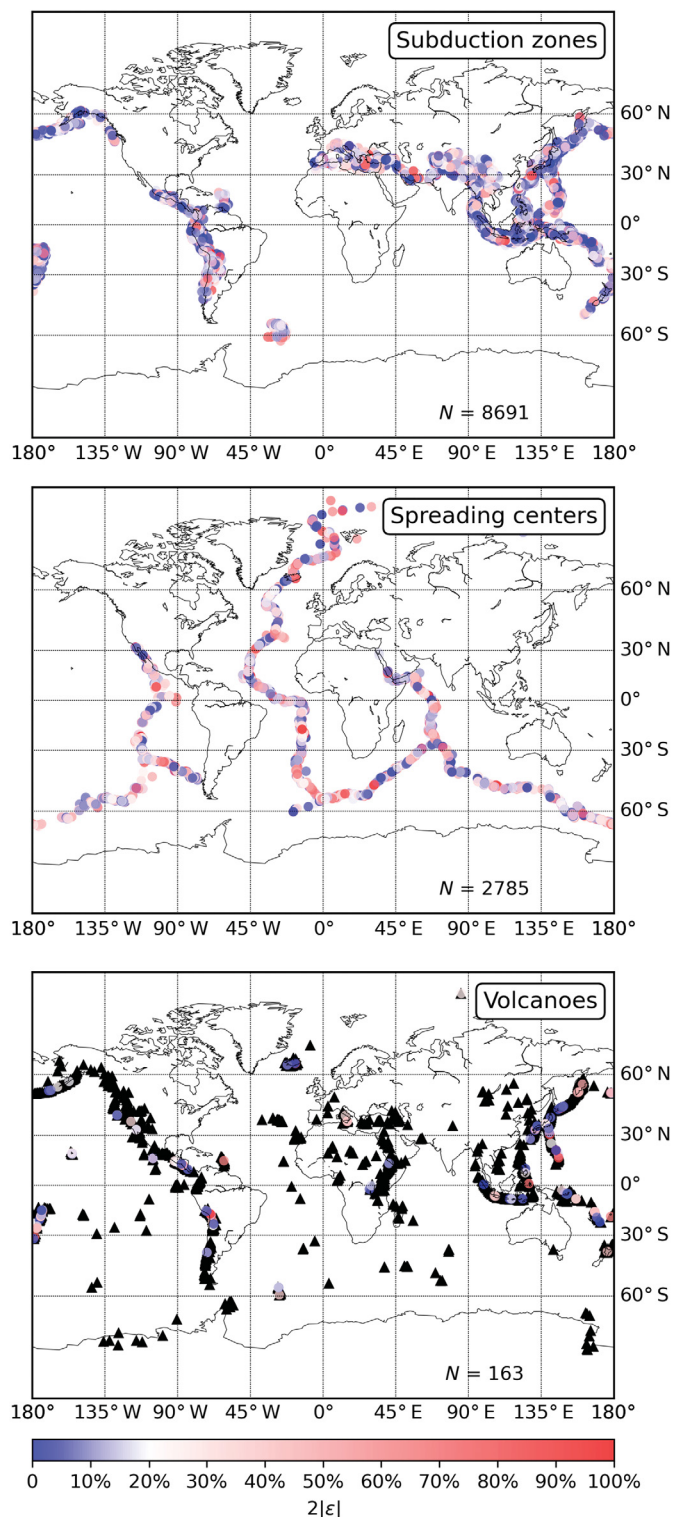 Subduction zones
60° N
30° N
0°
30° S
60° S
N = 8691
180° 135° W 90° W 45° W 0° 45° E 90° E 135° E 180°
Spreading centers
60° N
30° N
0°
30° S
60° S
N = 2785
180° 135° W 90° W 45° W 0° 45° E 90° E 135° E 180°
Volcanoes
60° N
30° N
0°
30° S
60° S
N = 163
180° 135° W 90° W 45° W 0° 45° E 90° E 135° E 180°
0 10% 20% 30% 40% 50% 60% 70% 80% 90% 100%
2|ε|